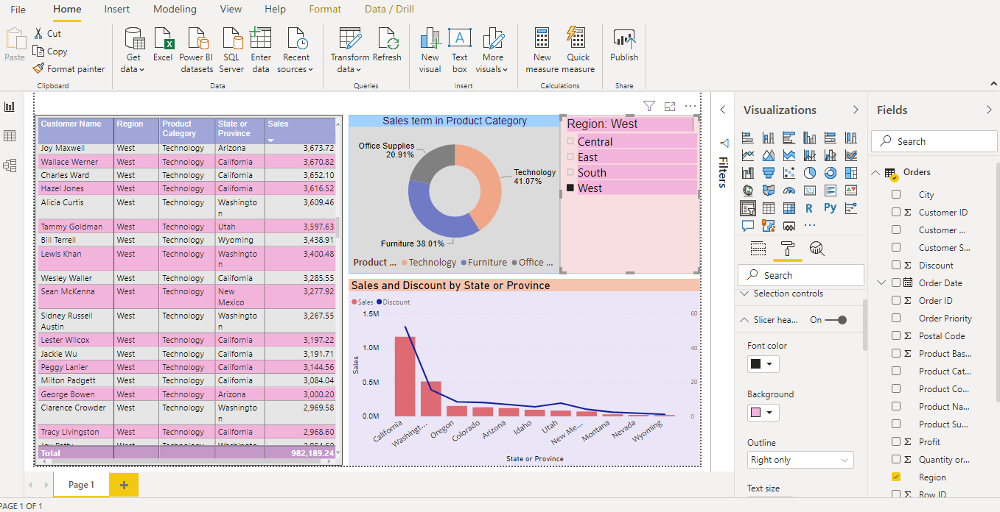 File Home Insert Modeling View Help Format Data / Drill
Paste
Cut
Copy
Format painter
Clipboard
Get data
Excel
Power BI datasets
SQL Server
Enter data
Recent sources
Data
Transform data
Refresh
Queries
New visual
Text box
More visuals
Insert
New measure
Quick measure
Calculations
Publish
Share
Customer Name Region Product Category State or Province Sales
Joy Maxwell West Technology Arizona 3,673.72
Wallace Werner West Technology California 3,670.82
Charles Ward West Technology California 3,652.10
Hazel Jones West Technology California 3,616.52
Alicia Curtis West Technology Washingto n 3,609.46
Tammy Goldman West Technology Utah 3,597.63
Bill Terrell West Technology Wyoming 3,438.91
Lewis Khan West Technology Washingto n 3,400.48
Wesley Waller West Technology California 3,285.55
Sean McKenna West Technology New Mexico 3,277.92
Sidney Russell Austin West Technology Washingto n 3,267.55
Lester Wilcox West Technology California 3,197.22
Jackie Wu West Technology California 3,191.71
Peggy Lanier West Technology California 3,144.56
Milton Padgett West Technology California 3,084.04
George Bowen West Technology Arizona 3,000.20
Clarence Crowder West Technology Washingto n 2,969.58
Tracy Livingston West Technology California 2,968.60
Total 982,189.24
Sales term in Product Category
Office Supplies
20.91%
Technology
41.07%
Furniture 38.01%
Product ... Technology Furniture Office ...
Region: West
Central
East
South
West
Sales and Discount by State or Province
Sales Discount
1.5M
1.0M
0.5M
0.0M
Sales
60
40
20
0
California Washingt... Oregon Colorado Arizona Idaho Utah New Me... Montana Nevada Wyoming
State or Province
Filters
Visualizations
123
R Py
Search
Selection controls
Slicer hea... On
Font color
Background
Outline
Right only
Text size
Fields
Search
Orders
City
Σ Customer ID
Customer ...
Customer S...
Σ Discount
Order Date
Σ Order ID
Order Priority
Σ Postal Code
Σ Product Bas...
Product Cat...
Product Co...
Product Na...
Product Su...
Σ Profit
Σ Quantity or...
Region
Σ Row ID
Page 1
PAGE 1 OF 1